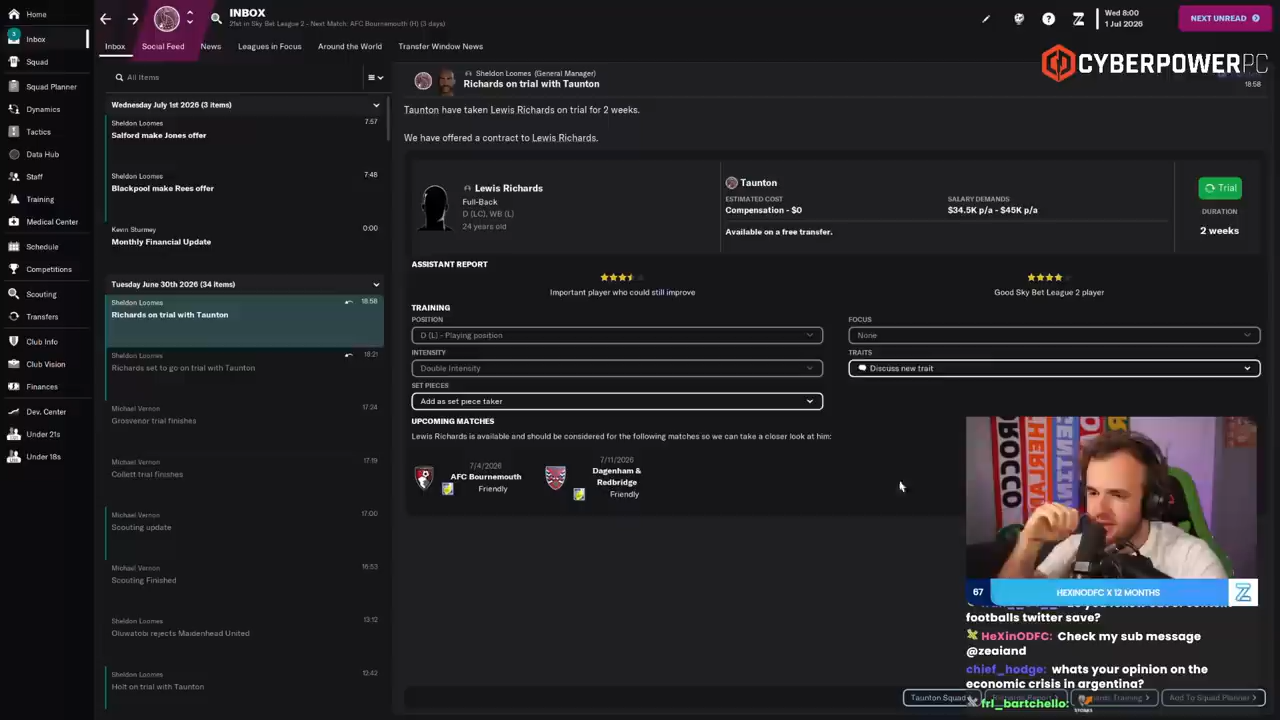 Home
INBOX
21st in Sky Bet League 2 - Next Match: AFC Bournemouth (H) (3 days)
Wed 8:00
1 Jul 2026
NEXT UNREAD
3
Inbox
Squad
Squad Planner
Dynamics
Tactics
Data Hub
Staff
Training
Medical Center
Schedule
Competitions
Scouting
Transfers
Club Info
Club Vision
Finances
Dev. Center
Under 21s
Under 18s
Inbox
Social Feed
News
Leagues in Focus
Around the World
Transfer Window News
CYBERPOWERPC
All Items
Wednesday July 1st 2026 (3 items)
Sheldon Loomes 7:57
Salford make Jones offer
Sheldon Loomes 7:48
Blackpool make Rees offer
Kevin Sturmey 0:00
Monthly Financial Update
Tuesday June 30th 2026 (34 items)
Sheldon Loomes 18:58
Richards on trial with Taunton
Sheldon Loomes 18:21
Richards set to go on trial with Taunton
Michael Vernon 17:24
Grosvenor trial finishes
Michael Vernon 17:19
Collett trial finishes
Michael Vernon 17:00
Scouting update
Michael Vernon 16:53
Scouting Finished
Sheldon Loomes 13:12
Oluwatobi rejects Maidenhead United
Sheldon Loomes 12:42
Holt on trial with Taunton
Sheldon Loomes (General Manager)
Richards on trial with Taunton
18:58
Taunton have taken Lewis Richards on trial for 2 weeks.
We have offered a contract to Lewis Richards.
Lewis Richards
Full-Back
D (LC), WB (L)
24 years old
Taunton
ESTIMATED COST
Compensation - $0
SALARY DEMANDS
$34.5K p/a - $45K p/a
Available on a free transfer.
Trial
DURATION
2 weeks
ASSISTANT REPORT
Important player who could still improve
Good Sky Bet League 2 player
TRAINING
POSITION
D (L) - Playing position
FOCUS
None
INTENSITY
Double Intensity
TRAITS
Discuss new trait
SET PIECES
Add as set piece taker
UPCOMING MATCHES
Lewis Richards is available and should be considered for the following matches so we can take a closer look at him:
7/4/2026
AFC Bournemouth
Friendly
7/11/2026
Dagenham &
Redbridge
Friendly
MOROCCO
67
HEXINODFC X 12 MONTHS
footballs twitter save?
HeXinODFC: Check my sub message
@zeaiand
chief_hodge: whats your opinion on the
economic crisis in argentina?
frl_bartchello:
Taunton Squad
Add To Squad Planner